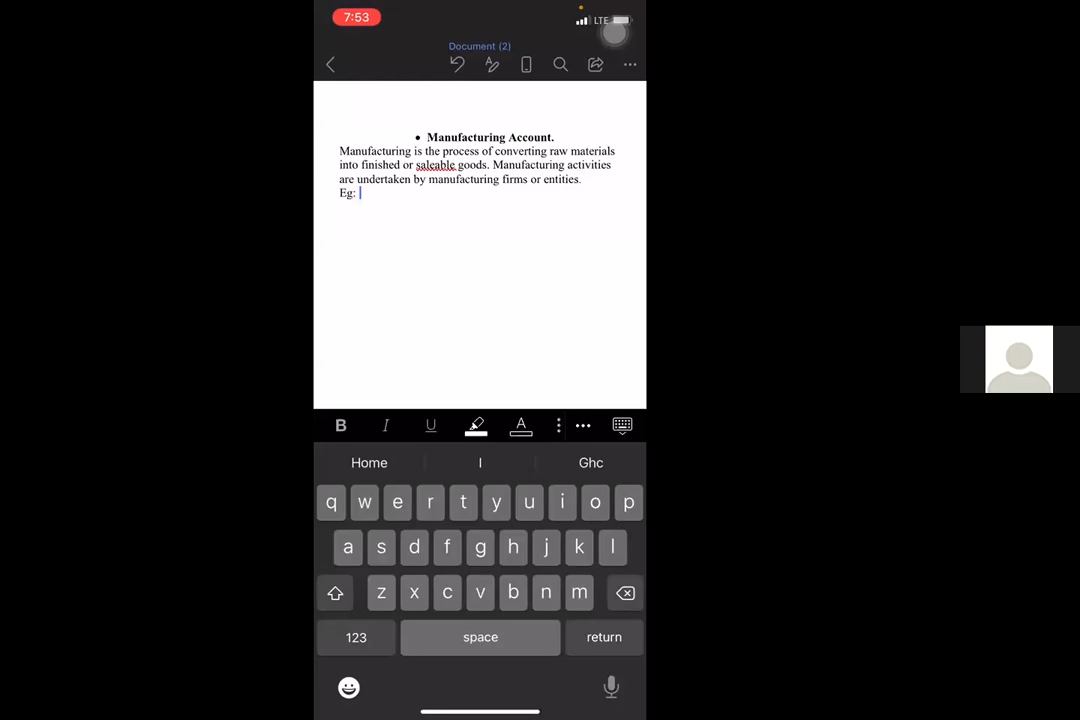 7:53
LTE
Document (2)
• Manufacturing Account.
Manufacturing is the process of converting raw materials
into finished or saleable goods. Manufacturing activities
are undertaken by manufacturing firms or entities.
Eg:
B I U A
Home I Ghc
q w e r t y u i o p
a s d f g h j k l
z x c v b n m
123 space return